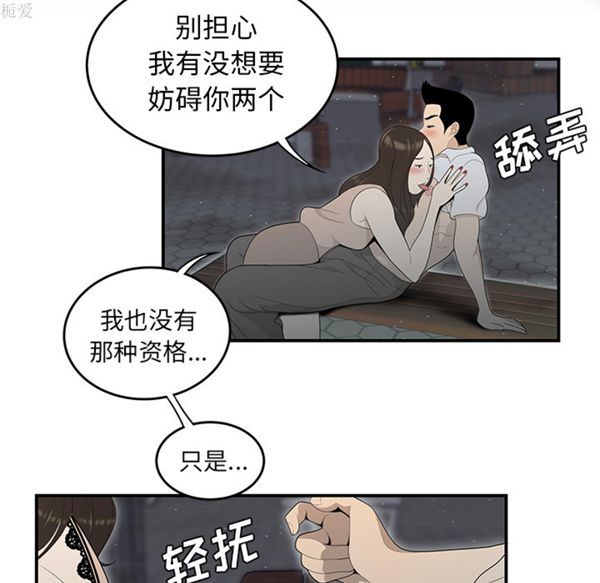 栀爱
别担心
我有没想要
妨碍你两个
舔弄
我也没有
那种资格...
只是...
轻抚